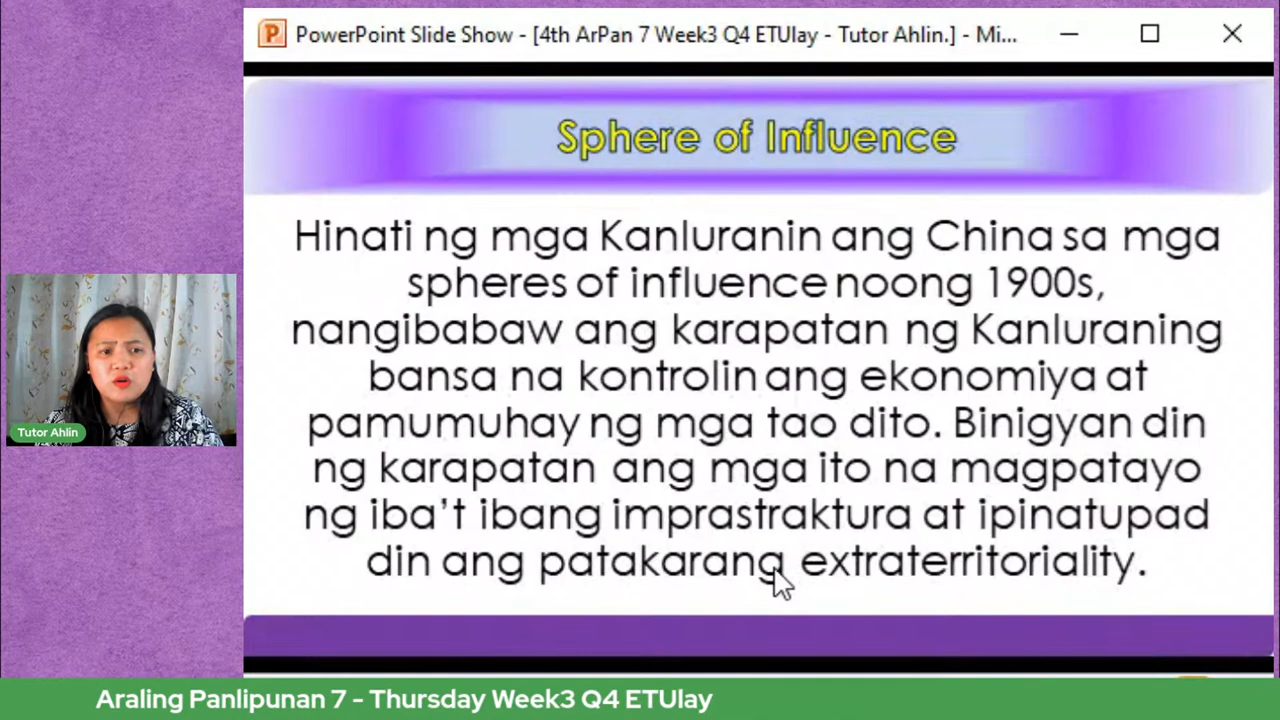 PowerPoint Slide Show - [4th ArPan 7 Week3 Q4 ETUlay - Tutor Ahlin.] - Mi...
Sphere of Influence
Hinati ng mga Kanluranin ang China sa mga
spheres of influence noong 1900s,
nangibabaw ang karapatan ng Kanluraning
bansa na kontrolin ang ekonomiya at
pamumuhay ng mga tao dito. Binigyan din
ng karapatan ang mga ito na magpatayo
ng iba't ibang imprastraktura at ipinatupad
din ang patakarang extraterritoriality.
Tutor Ahlin
Araling Panlipunan 7 - Thursday Week3 Q4 ETUlay